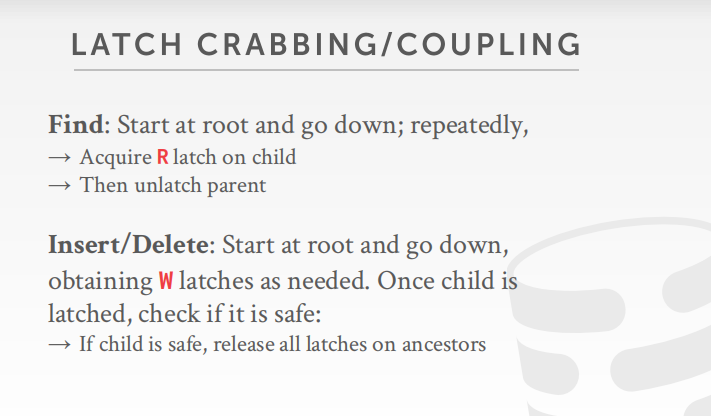 LATCH CRABBING/COUPLING
Find: Start at root and go down; repeatedly,
→ Acquire R latch on child
→ Then unlatch parent
Insert/Delete: Start at root and go down,
obtaining W latches as needed. Once child is
latched, check if it is safe:
→ If child is safe, release all latches on ancestors